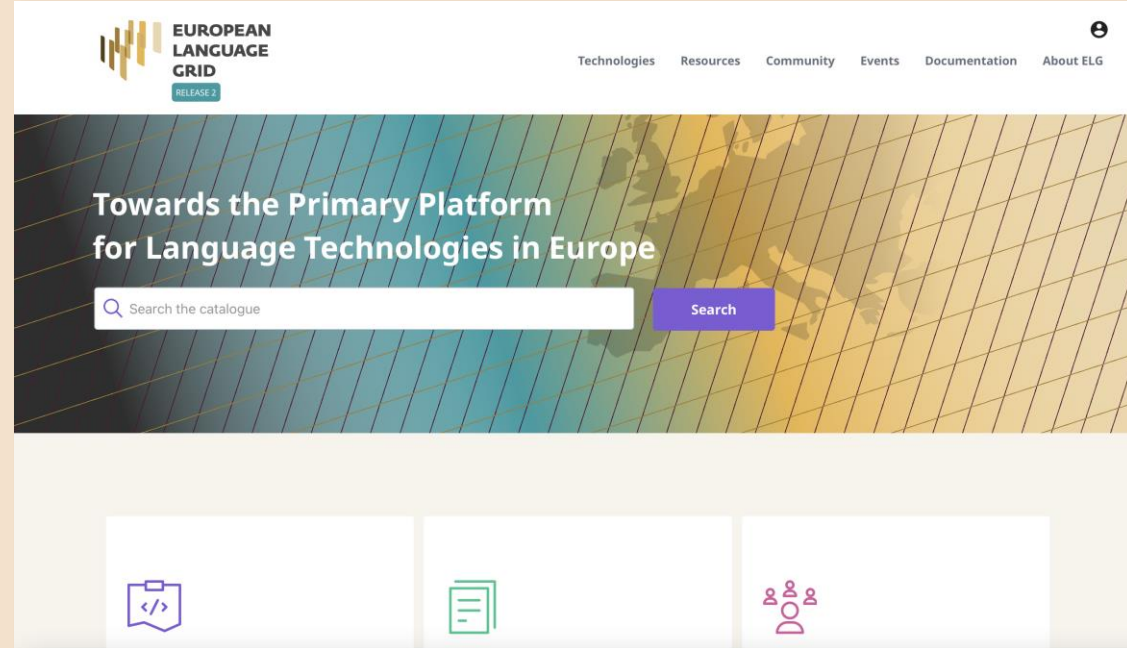 EUROPEAN
LANGUAGE
GRID
RELEASE 2
Technologies Resources Community Events Documentation About ELG
Towards the Primary Platform
for Language Technologies in Europe
Search the catalogue
Search
</>